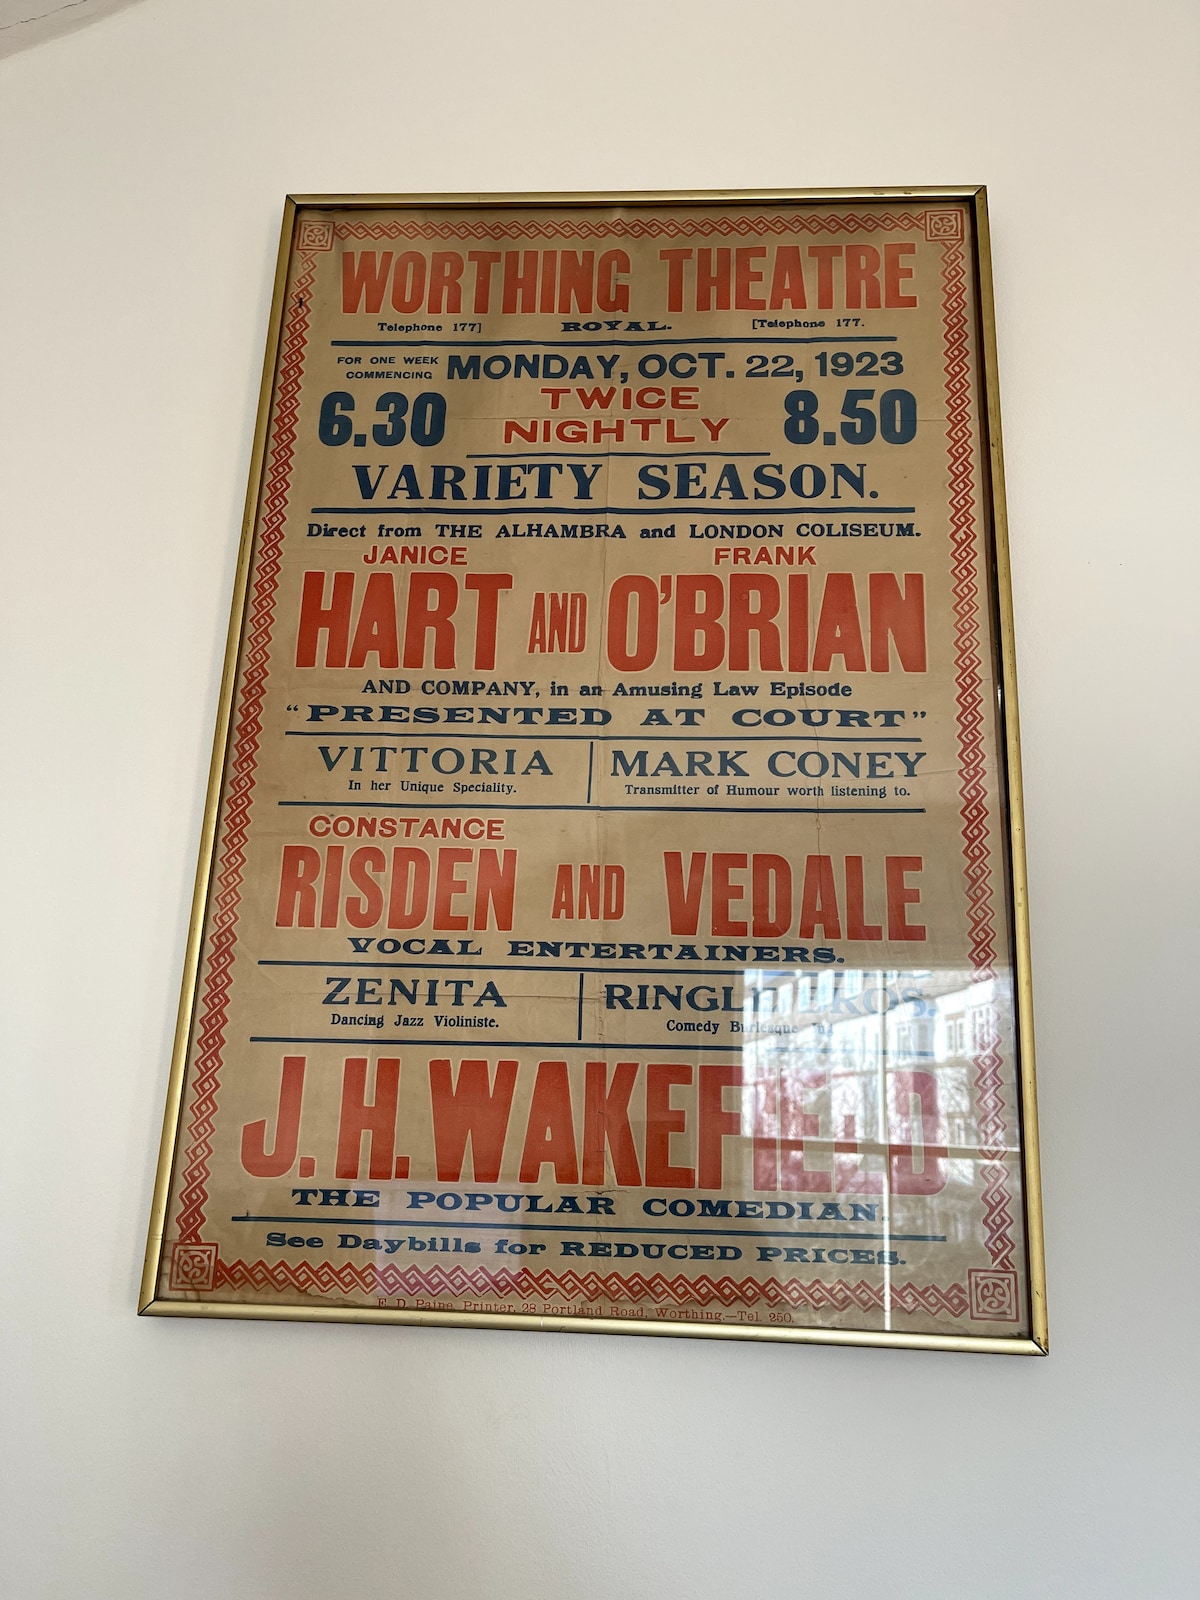 WORTHING THEATRE
Telephone 177] ROYAL. [Telephone 177.
FOR ONE WEEK COMMENCING MONDAY, OCT. 22, 1923
6.30 TWICE NIGHTLY 8.50
VARIETY SEASON.
Direct from THE ALHAMBRA and LONDON COLISEUM.
JANICE FRANK
HART AND O'BRIAN
AND COMPANY, in an Amusing Law Episode
"PRESENTED AT COURT"
VITTORIA
In her Unique Speciality.
MARK CONEY
Transmitter of Humour worth listening to.
CONSTANCE
RISDEN AND VEDALE
VOCAL ENTERTAINERS.
ZENITA
Dancing Jazz Violiniste.
RINGLE BROS.
Comedy Burlesque
J. H. WAKEFIELD
THE POPULAR COMEDIAN.
See Daybills for REDUCED PRICES.
E. D. Paine, Printer, 28 Portland Road, Worthing.—Tel. 250.